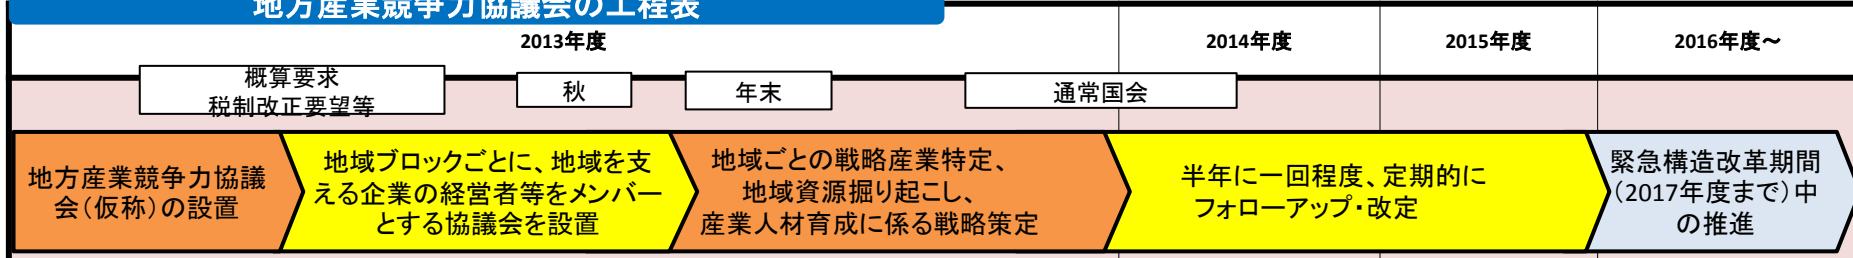 地方産業競争力協議会の工程表
2013年度
2014年度
2015年度
2016年度～
概算要求
税制改正要望等
秋
年末
通常国会
地方産業競争力協議
会（仮称）の設置
地域ブロックごとに、地域を支
える企業の経営者等をメンバー
とする協議会を設置
地域ごとの戦略産業特定、
地域資源掘り起こし、
産業人材育成に係る戦略策定
半年に一回程度、定期的に
フォローアップ・改定
緊急構造改革期間
（2017年度まで）中
の推進